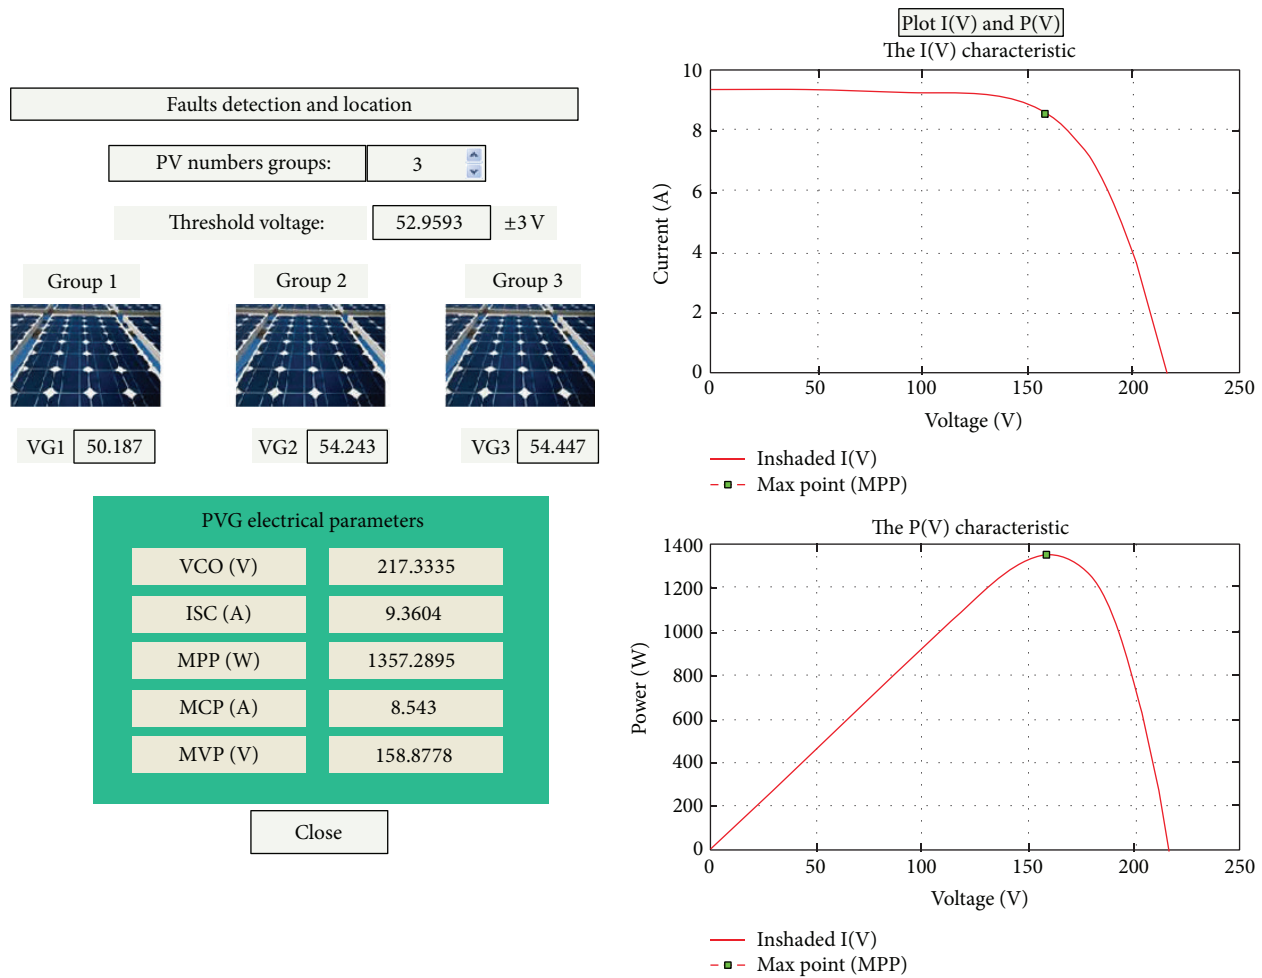 Faults detection and location
PV numbers groups: 3
Threshold voltage: 52.9593 ±3 V
Group 1 Group 2 Group 3
VG1 50.187 VG2 54.243 VG3 54.447
PVG electrical parameters
VCO (V) 217.3335
ISC (A) 9.3604
MPP (W) 1357.2895
MCP (A) 8.543
MVP (V) 158.8778
Close
Plot I(V) and P(V)
The I(V) characteristic
10
8
6
4
2
0
Current (A)
0 50 100 150 200 250
Voltage (V)
Inshaded I(V)
Max point (MPP)
The P(V) characteristic
1400
1200
1000
800
600
400
200
0
Power (W)
0 50 100 150 200 250
Voltage (V)
Inshaded I(V)
Max point (MPP)